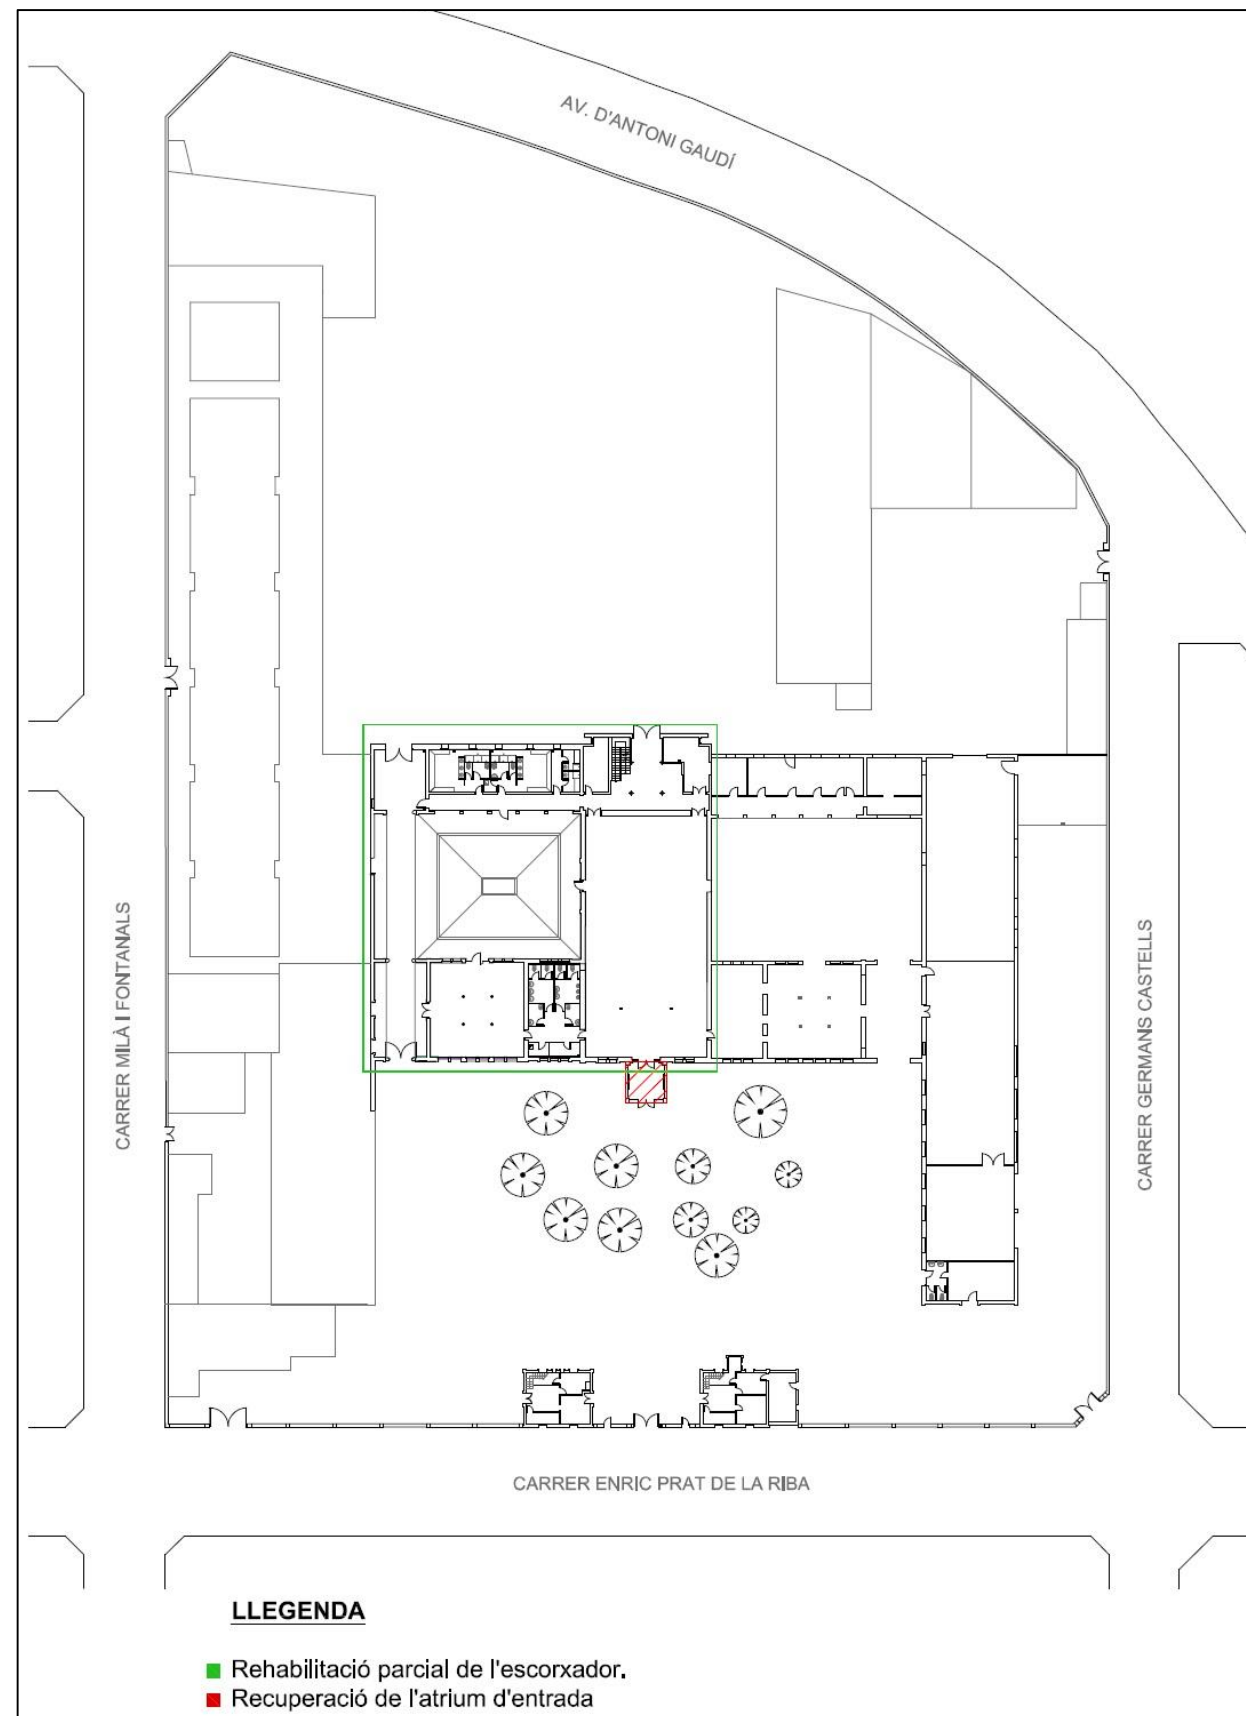 AV. D'ANTONI GAUDÍ
CARRER MILÀ I FONTANALS
CARRER GERMANS CASTELLS
CARRER ENRIC PRAT DE LA RIBA
LLEGENDA
Rehabilitació parcial de l'escorxador.
Recuperació de l'atrium d'entrada